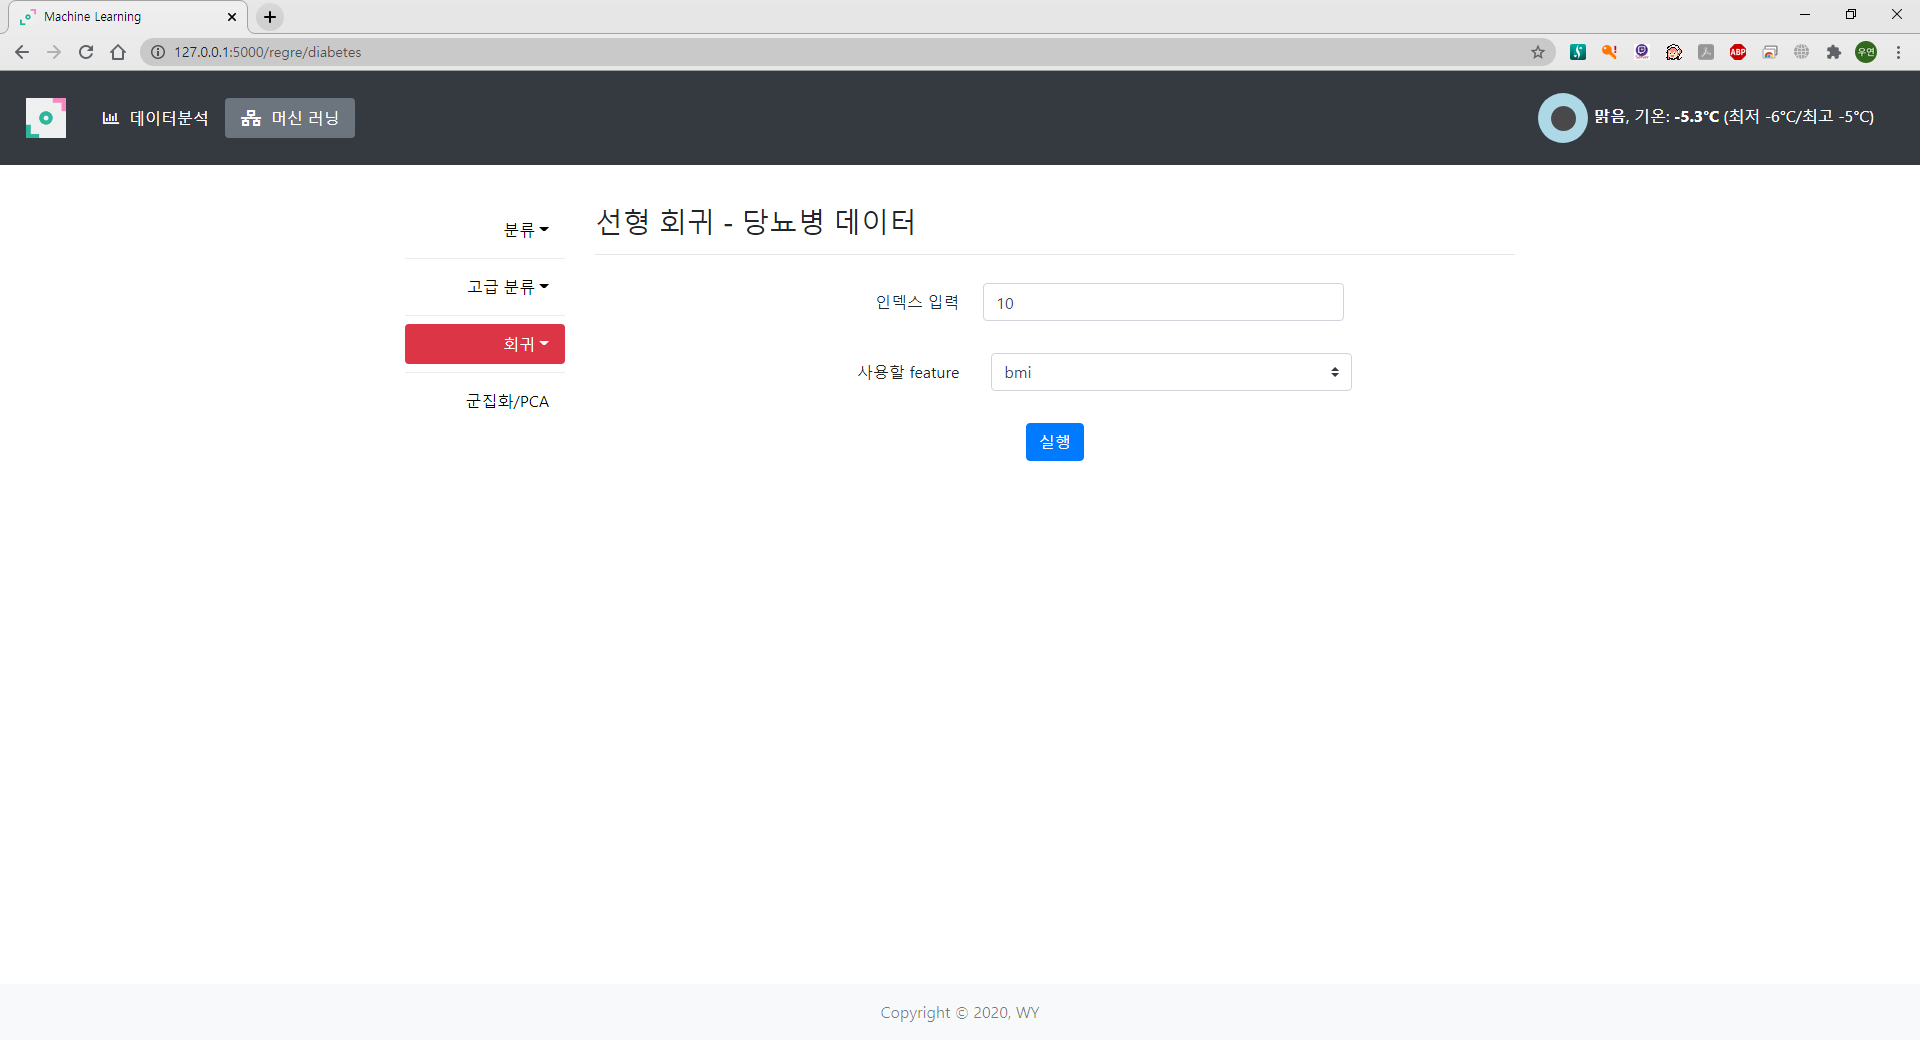 Machine Learning
127.0.0.1:5000/regre/diabetes
ABP
우연
데이터분석
머신 러닝
맑음, 기온: -5.3°C (최저 -6°C/최고 -5°C)
분류
고급 분류
회귀
군집화/PCA
선형 회귀 - 당뇨병 데이터
인덱스 입력 10
사용할 feature bmi
실행
Copyright © 2020, WY